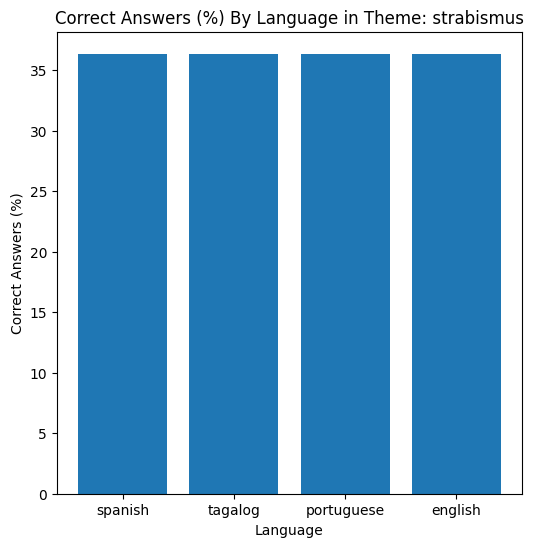 Correct Answers (%) By Language in Theme: strabismus
Correct Answers (%)
35
30
25
20
15
10
5
0
spanish tagalog portuguese english
Language